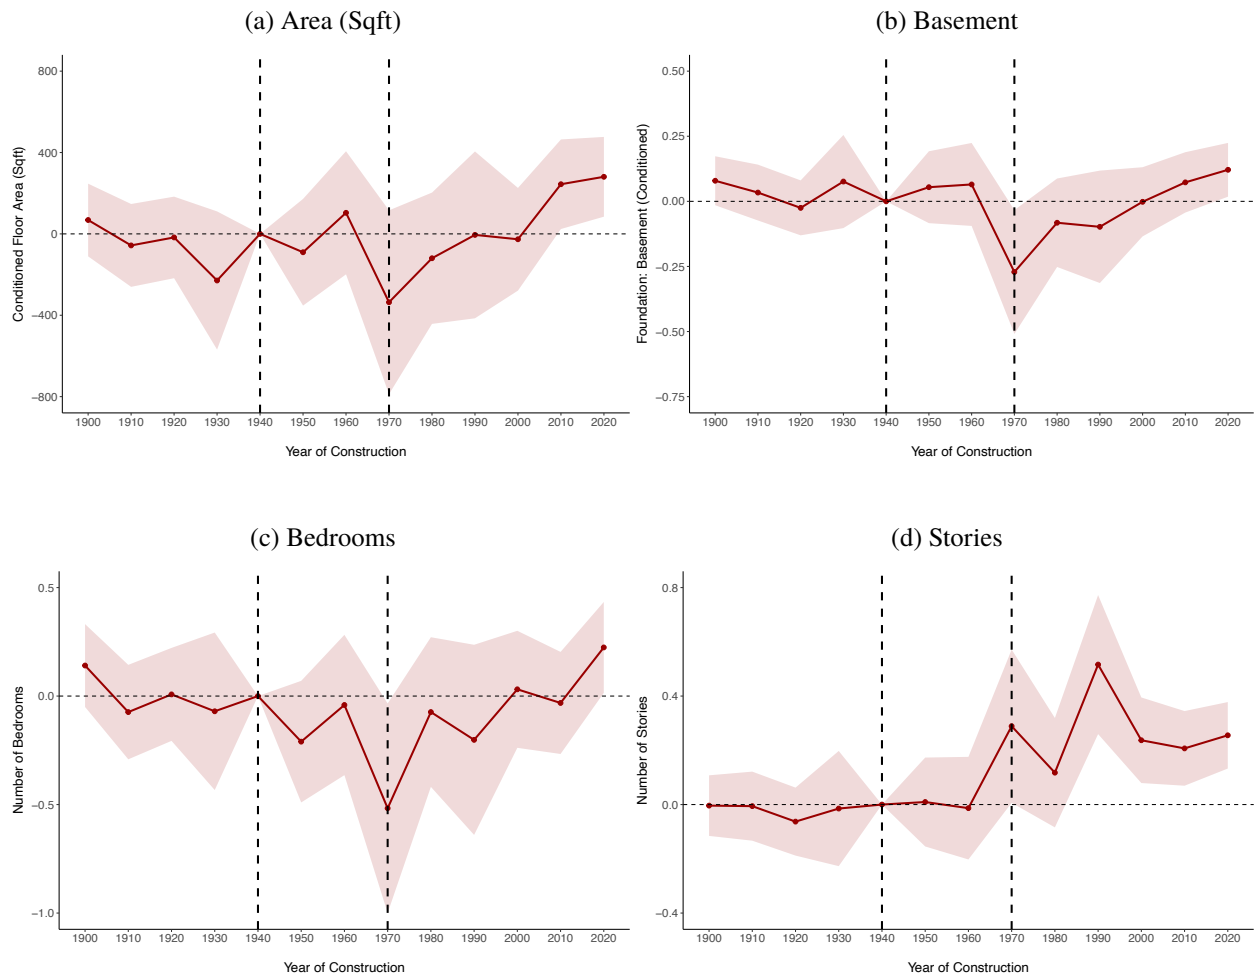 (a) Area (Sqft)
800
400
0
−400
−800
Conditioned Floor Area (Sqft)
1900 1910 1920 1930 1940 1950 1960 1970 1980 1990 2000 2010 2020
Year of Construction
(b) Basement
0.50
0.25
0.00
−0.25
−0.50
−0.75
Foundation: Basement (Conditioned)
1900 1910 1920 1930 1940 1950 1960 1970 1980 1990 2000 2010 2020
Year of Construction
(c) Bedrooms
0.5
0.0
−0.5
−1.0
Number of Bedrooms
1900 1910 1920 1930 1940 1950 1960 1970 1980 1990 2000 2010 2020
Year of Construction
(d) Stories
0.8
0.4
0.0
−0.4
Number of Stories
1900 1910 1920 1930 1940 1950 1960 1970 1980 1990 2000 2010 2020
Year of Construction